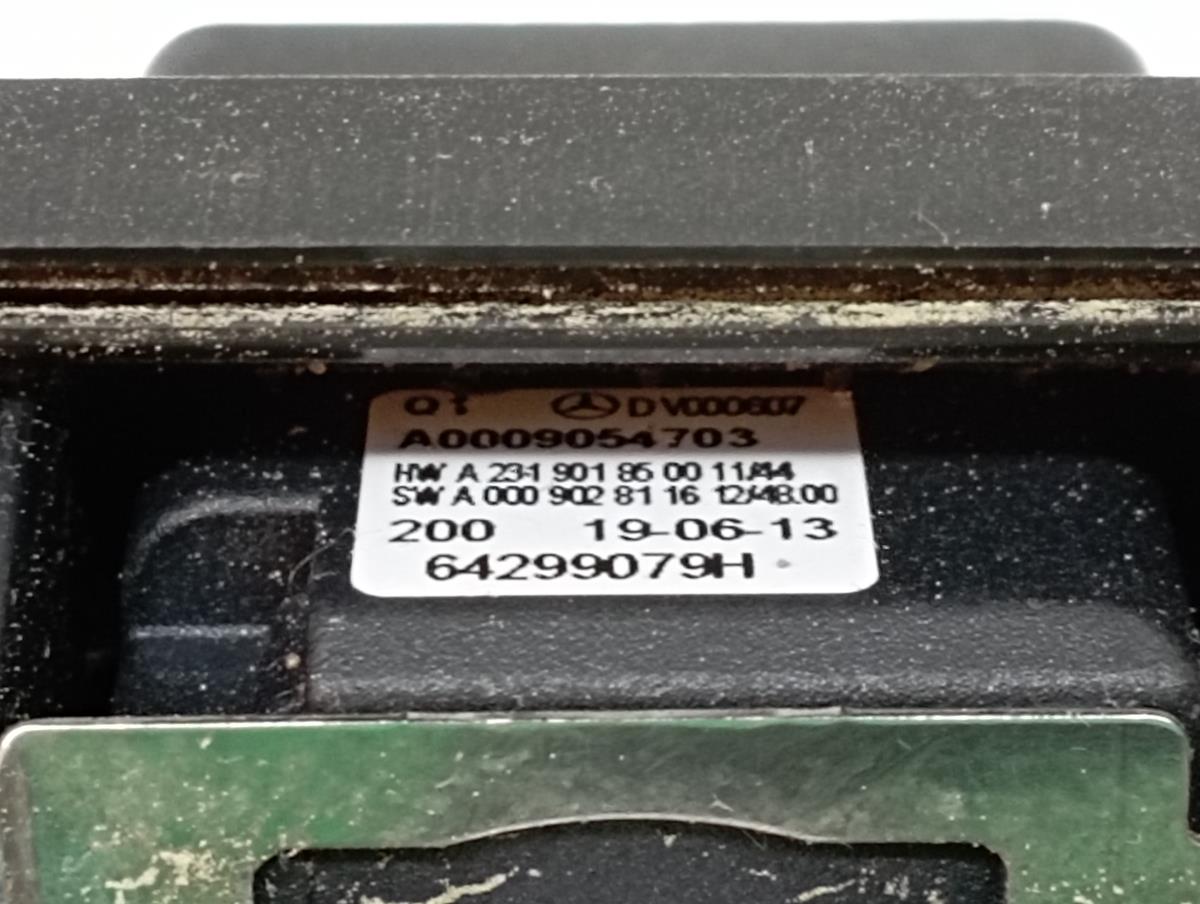 Q1 DV000607
A0009054703
HW A 231 901 85 00 11/44
SW A 000 902 81 16 12/48.00
200 19-06-13
64299079H